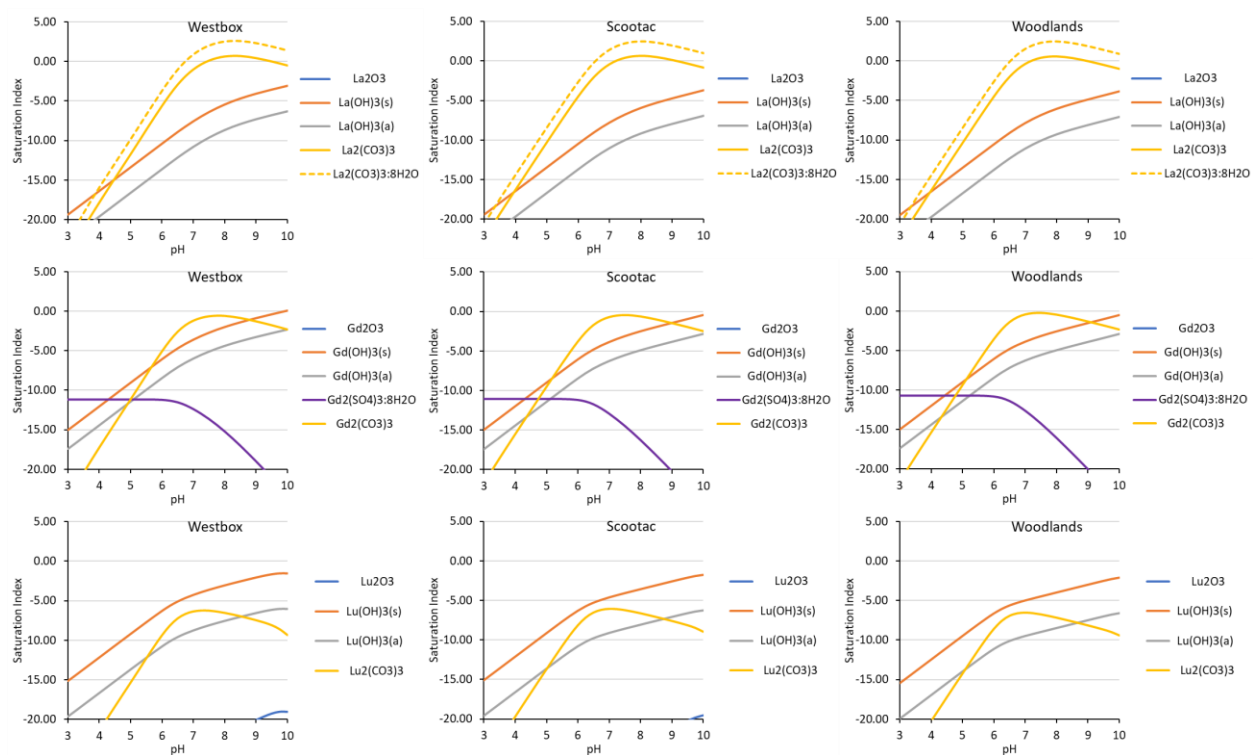 Westbox
5.00
0.00
-5.00
-10.00
-15.00
-20.00
Saturation Index
3 4 5 6 7 8 9 10
pH
La2O3
La(OH)3(s)
La(OH)3(a)
La2(CO3)3
La2(CO3)3:8H2O
Scootac
5.00
0.00
-5.00
-10.00
-15.00
-20.00
Saturation Index
3 4 5 6 7 8 9 10
pH
La2O3
La(OH)3(s)
La(OH)3(a)
La2(CO3)3
La2(CO3)3:8H2O
Woodlands
5.00
0.00
-5.00
-10.00
-15.00
-20.00
Saturation Index
3 4 5 6 7 8 9 10
pH
La2O3
La(OH)3(s)
La(OH)3(a)
La2(CO3)3
La2(CO3)3:8H2O
Westbox
5.00
0.00
-5.00
-10.00
-15.00
-20.00
Saturation Index
3 4 5 6 7 8 9 10
pH
Gd2O3
Gd(OH)3(s)
Gd(OH)3(a)
Gd2(SO4)3:8H2O
Gd2(CO3)3
Scootac
5.00
0.00
-5.00
-10.00
-15.00
-20.00
Saturation Index
3 4 5 6 7 8 9 10
pH
Gd2O3
Gd(OH)3(s)
Gd(OH)3(a)
Gd2(SO4)3:8H2O
Gd2(CO3)3
Woodlands
5.00
0.00
-5.00
-10.00
-15.00
-20.00
Saturation Index
3 4 5 6 7 8 9 10
pH
Gd2O3
Gd(OH)3(s)
Gd(OH)3(a)
Gd2(SO4)3:8H2O
Gd2(CO3)3
Westbox
5.00
0.00
-5.00
-10.00
-15.00
-20.00
Saturation Index
3 4 5 6 7 8 9 10
pH
Lu2O3
Lu(OH)3(s)
Lu(OH)3(a)
Lu2(CO3)3
Scootac
5.00
0.00
-5.00
-10.00
-15.00
-20.00
Saturation Index
3 4 5 6 7 8 9 10
pH
Lu2O3
Lu(OH)3(s)
Lu(OH)3(a)
Lu2(CO3)3
Woodlands
5.00
0.00
-5.00
-10.00
-15.00
-20.00
Saturation Index
3 4 5 6 7 8 9 10
pH
Lu2O3
Lu(OH)3(s)
Lu(OH)3(a)
Lu2(CO3)3